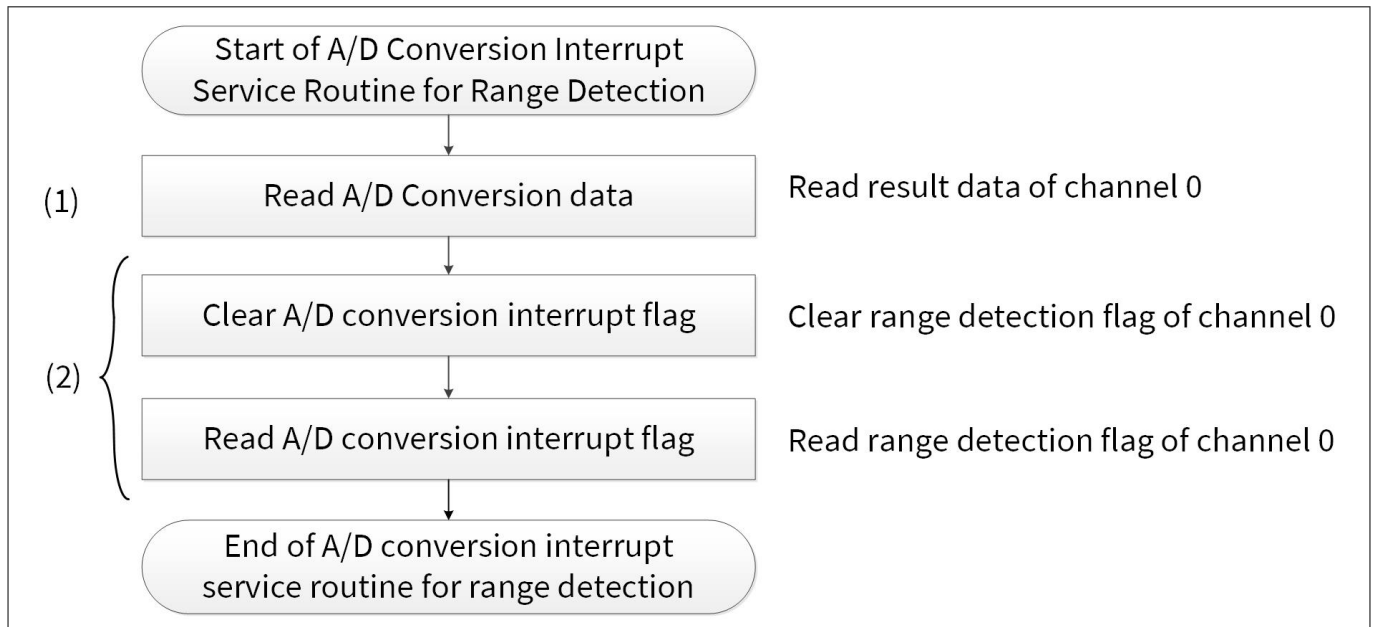 Start of A/D Conversion Interrupt
Service Routine for Range Detection
(1)
Read A/D Conversion data
Read result data of channel 0
Clear A/D conversion interrupt flag
Clear range detection flag of channel 0
(2)
Read A/D conversion interrupt flag
Read range detection flag of channel 0
End of A/D conversion interrupt
service routine for range detection